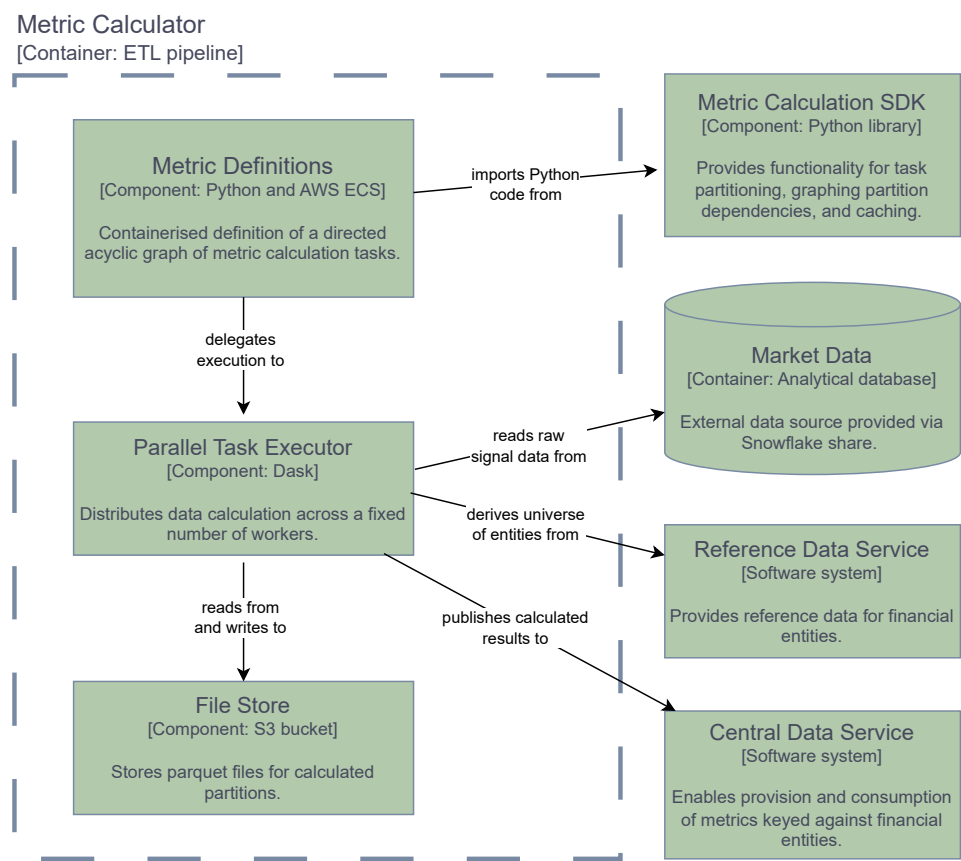 Metric Calculator
[Container: ETL pipeline]
Metric Definitions
[Component: Python and AWS ECS]
Containerised definition of a directed
acyclic graph of metric calculation tasks.
imports Python
code from
Metric Calculation SDK
[Component: Python library]
Provides functionality for task
partitioning, graphing partition
dependencies, and caching.
delegates
execution to
Market Data
[Container: Analytical database]
External data source provided via
Snowflake share.
Parallel Task Executor
[Component: Dask]
Distributes data calculation across a fixed
number of workers.
reads raw
signal data from
derives universe
of entities from
Reference Data Service
[Software system]
Provides reference data for financial
entities.
reads from
and writes to
publishes calculated
results to
File Store
[Component: S3 bucket]
Stores parquet files for calculated
partitions.
Central Data Service
[Software system]
Enables provision and consumption
of metrics keyed against financial
entities.